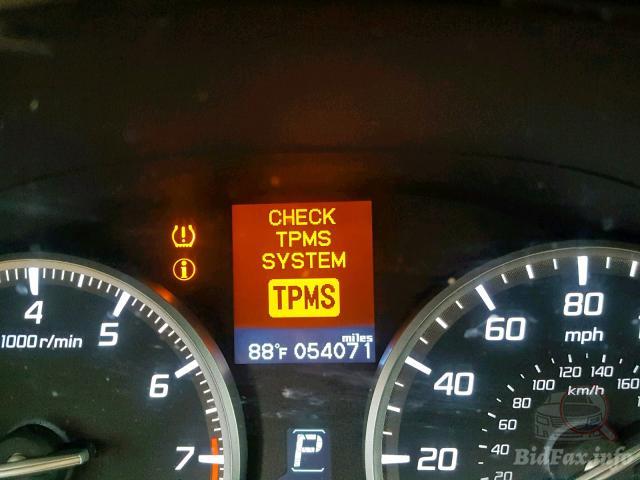 CHECK
TPMS
SYSTEM
TPMS
miles
88°F 054071
4
5
6
7
1000 r/min
P
20
40
60
80
mph
20
40
60
80
100
120
140
160
km/h
BidFax.info